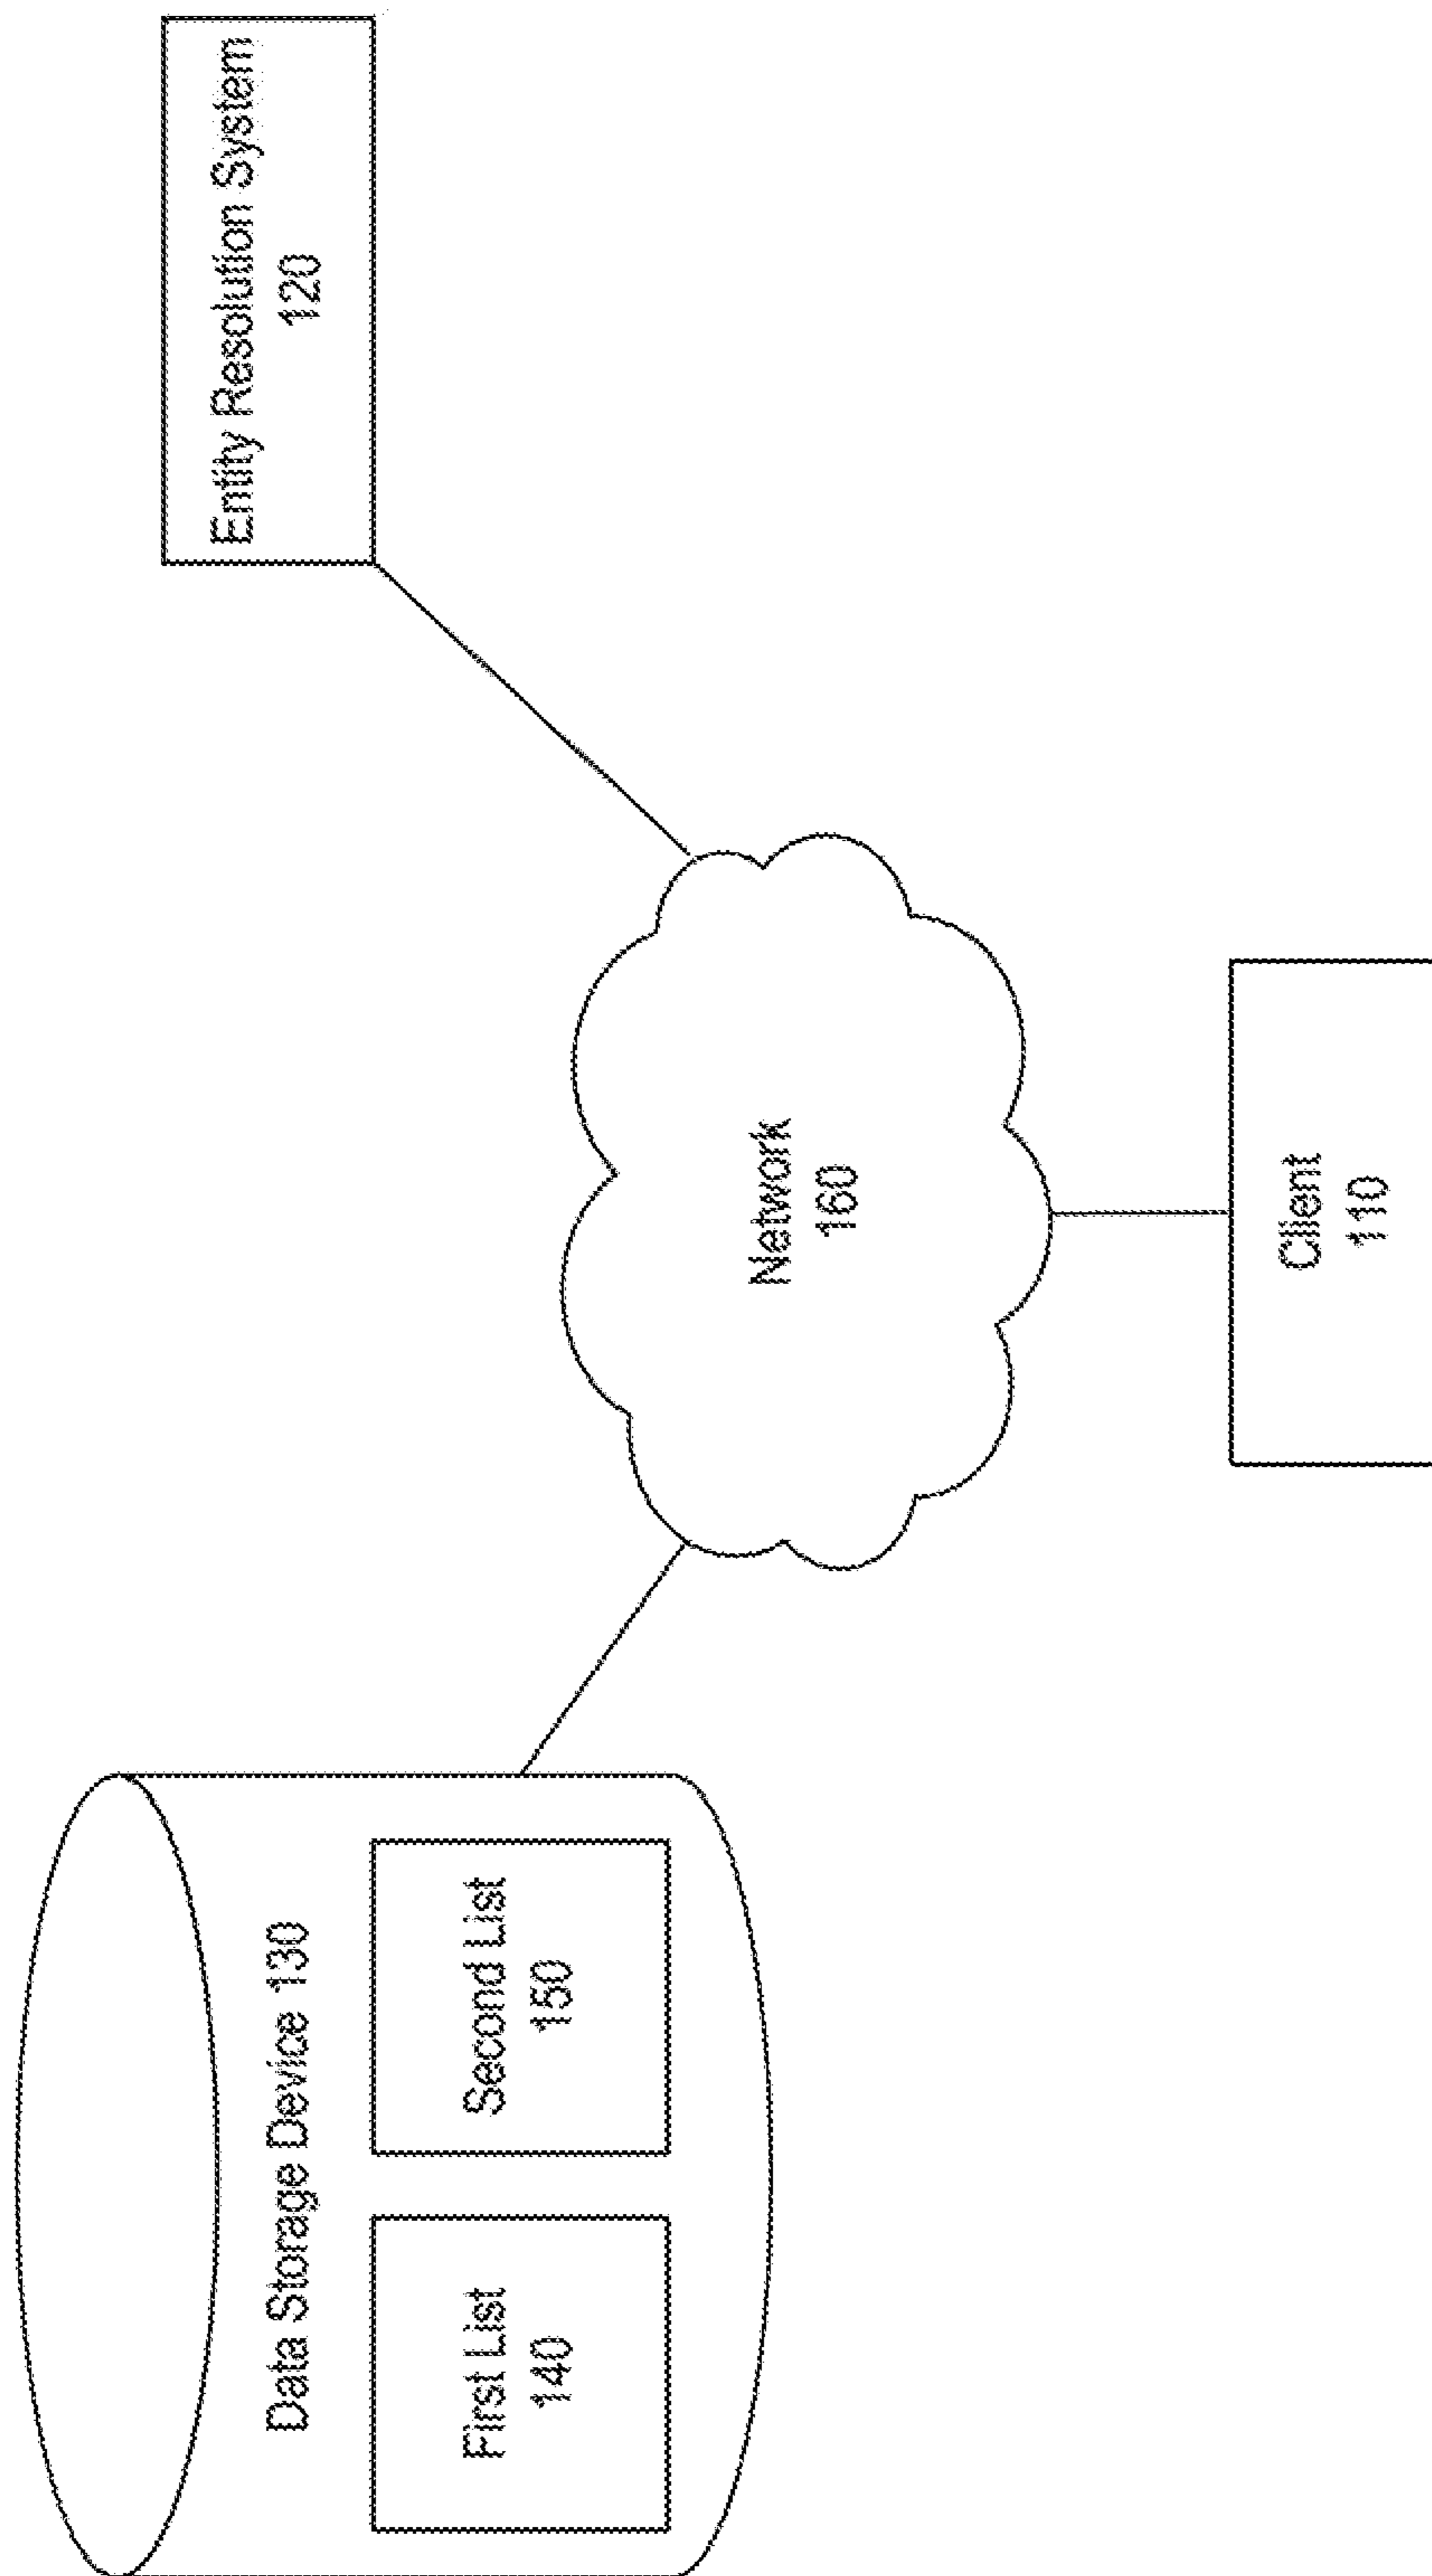 Data Storage Device 130
First List
140
Second List
150
Entity Resolution System
120
Network
160
Client
110